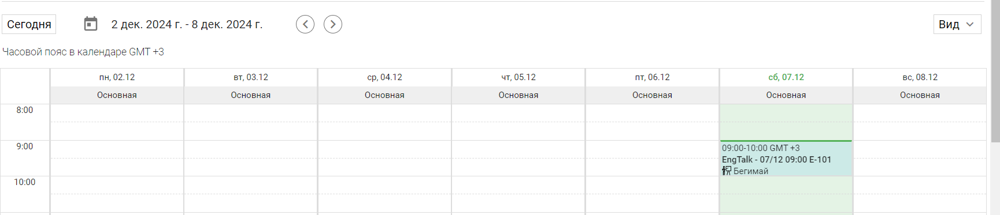 Сегодня 2 дек. 2024 г. - 8 дек. 2024 г. Вид
Часовой пояс в календаре GMT +3
пн, 02.12 вт, 03.12 ср, 04.12 чт, 05.12 пт, 06.12 сб, 07.12 вс, 08.12
Основная Основная Основная Основная Основная Основная Основная
8:00
9:00
09:00-10:00 GMT +3
EngTalk - 07/12 09:00 E-101
Бегимай
10:00